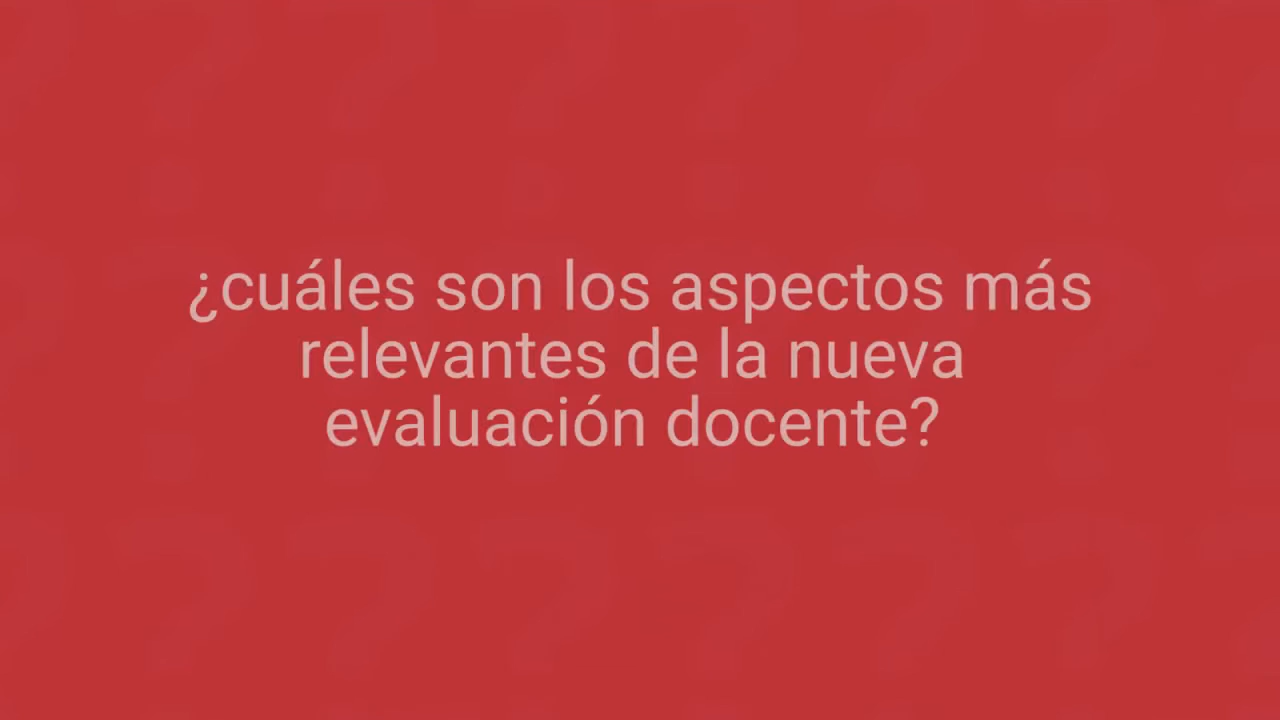 ¿cuáles son los aspectos más
relevantes de la nueva
evaluación docente?